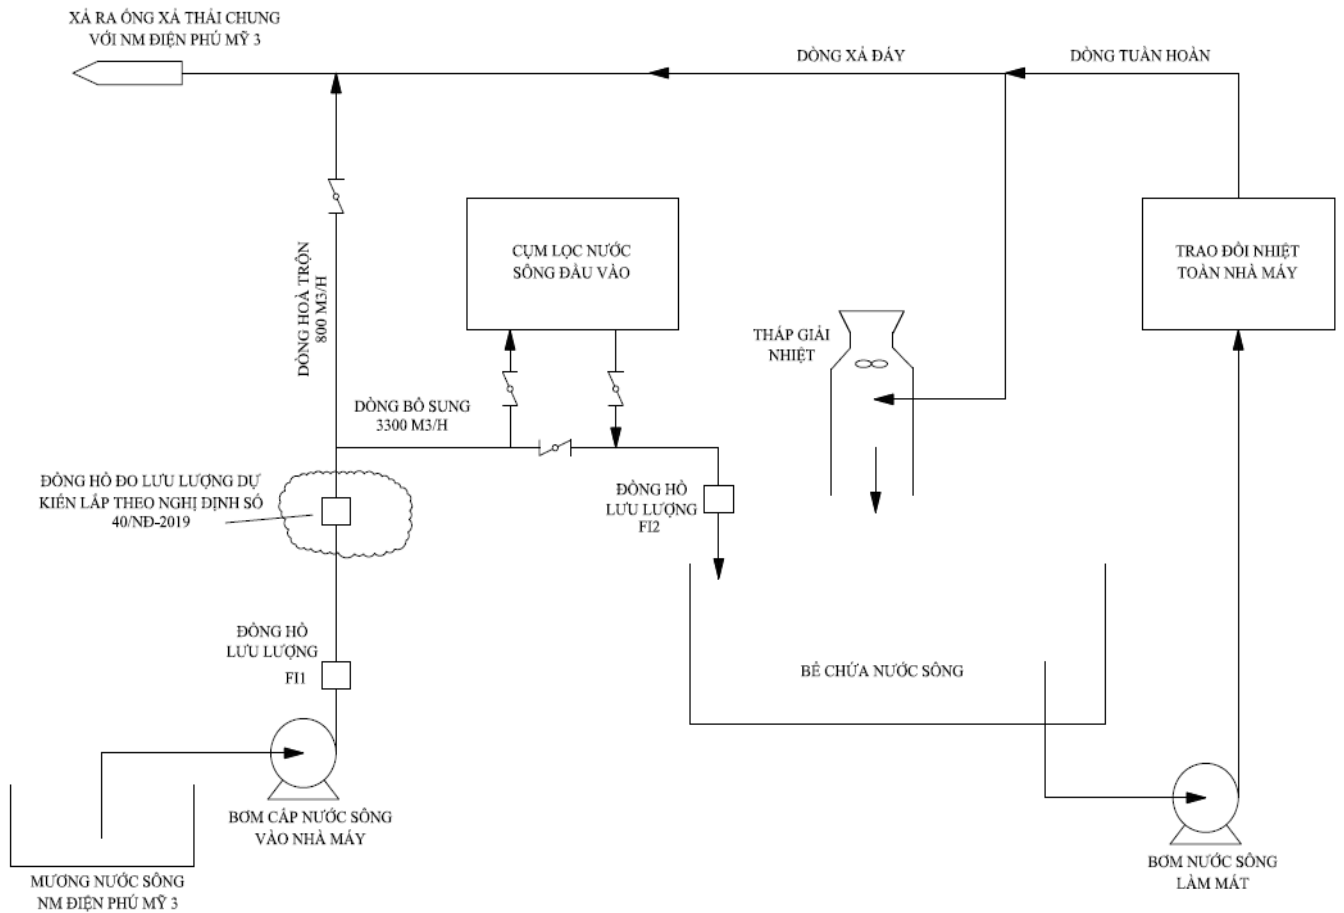 XẢ RA ỐNG XẢ THẢI CHUNG
VỚI NM ĐIỆN PHÚ MỸ 3
DÒNG XẢ ĐÁY
DÒNG TUẦN HOÀN
DÒNG HOÀ TRỘN
800 M3/H
CỤM LỌC NƯỚC
SÔNG ĐẦU VÀO
TRAO ĐỔI NHIỆT
TOÀN NHÀ MÁY
THÁP GIẢI
NHIỆT
DÒNG BỔ SUNG
3300 M3/H
ĐỒNG HỒ ĐO LƯU LƯỢNG DỰ
KIẾN LẮP THEO NGHỊ ĐỊNH SỐ
40/NĐ-2019
ĐỒNG HỒ
LƯU LƯỢNG
FI2
ĐỒNG HỒ
LƯU LƯỢNG
FI1
BỂ CHỨA NƯỚC SÔNG
BƠM CẤP NƯỚC SÔNG
VÀO NHÀ MÁY
BƠM NƯỚC SÔNG
LÀM MÁT
MƯƠNG NƯỚC SÔNG
NM ĐIỆN PHÚ MỸ 3